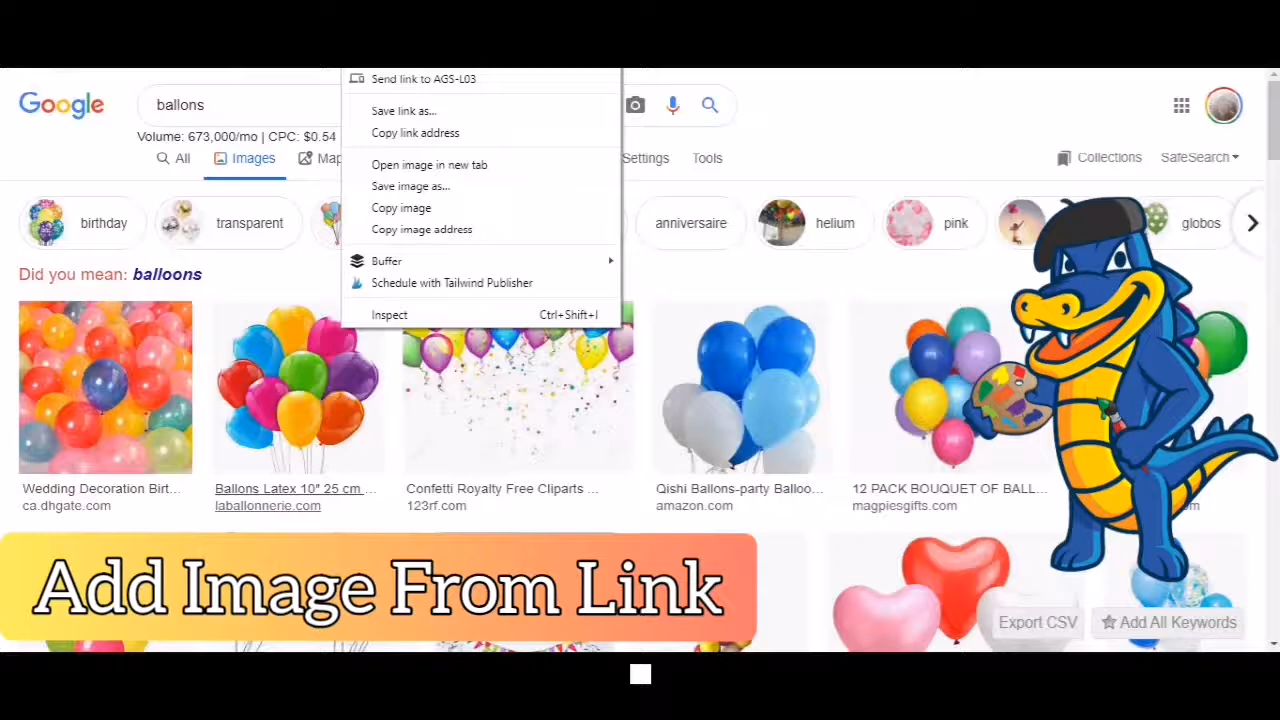 Send link to AGS-L03
Google
ballons
Save link as...
Volume: 673,000/mo | CPC: $0.54
Copy link address
All
Images
Settings
Tools
Collections
SafeSearch
Open image in new tab
Save image as...
Copy image
Copy image address
birthday
transparent
anniversaire
helium
pink
globos
Buffer
Did you mean: balloons
Schedule with Tailwind Publisher
Inspect Ctrl+Shift+I
Wedding Decoration Birt...
ca.dhgate.com
Ballons Latex 10" 25 cm ...
laballonnerie.com
Confetti Royalty Free Cliparts ...
123rf.com
Qishi Ballons-party Balloo...
amazon.com
12 PACK BOUQUET OF BALL...
magpiesgifts.com
Add Image From Link
Export CSV
Add All Keywords